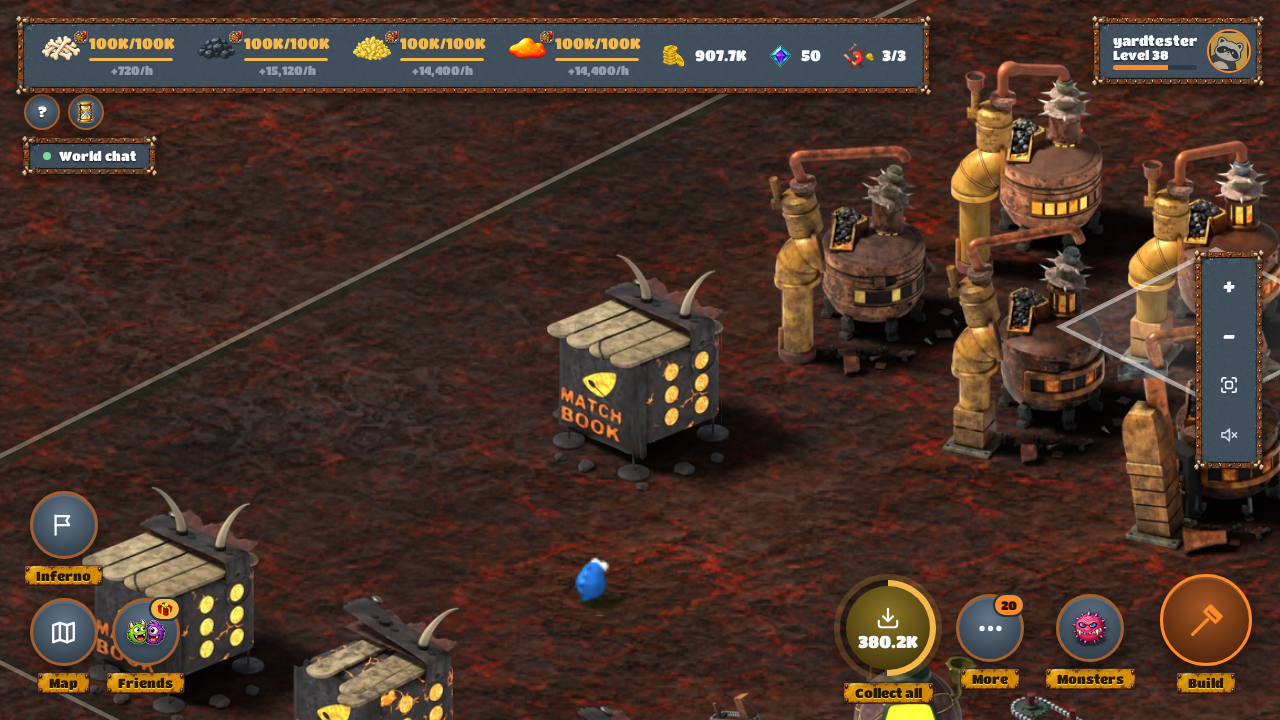 100K/100K
+720/h
100K/100K
+15,120/h
100K/100K
+14,400/h
100K/100K
+14,400/h
907.7K
50
3/3
yardtester
Level 38
?
World chat
MATCH
BOOK
Inferno
Map
Friends
380.2K
Collect all
20
More
Monsters
Build